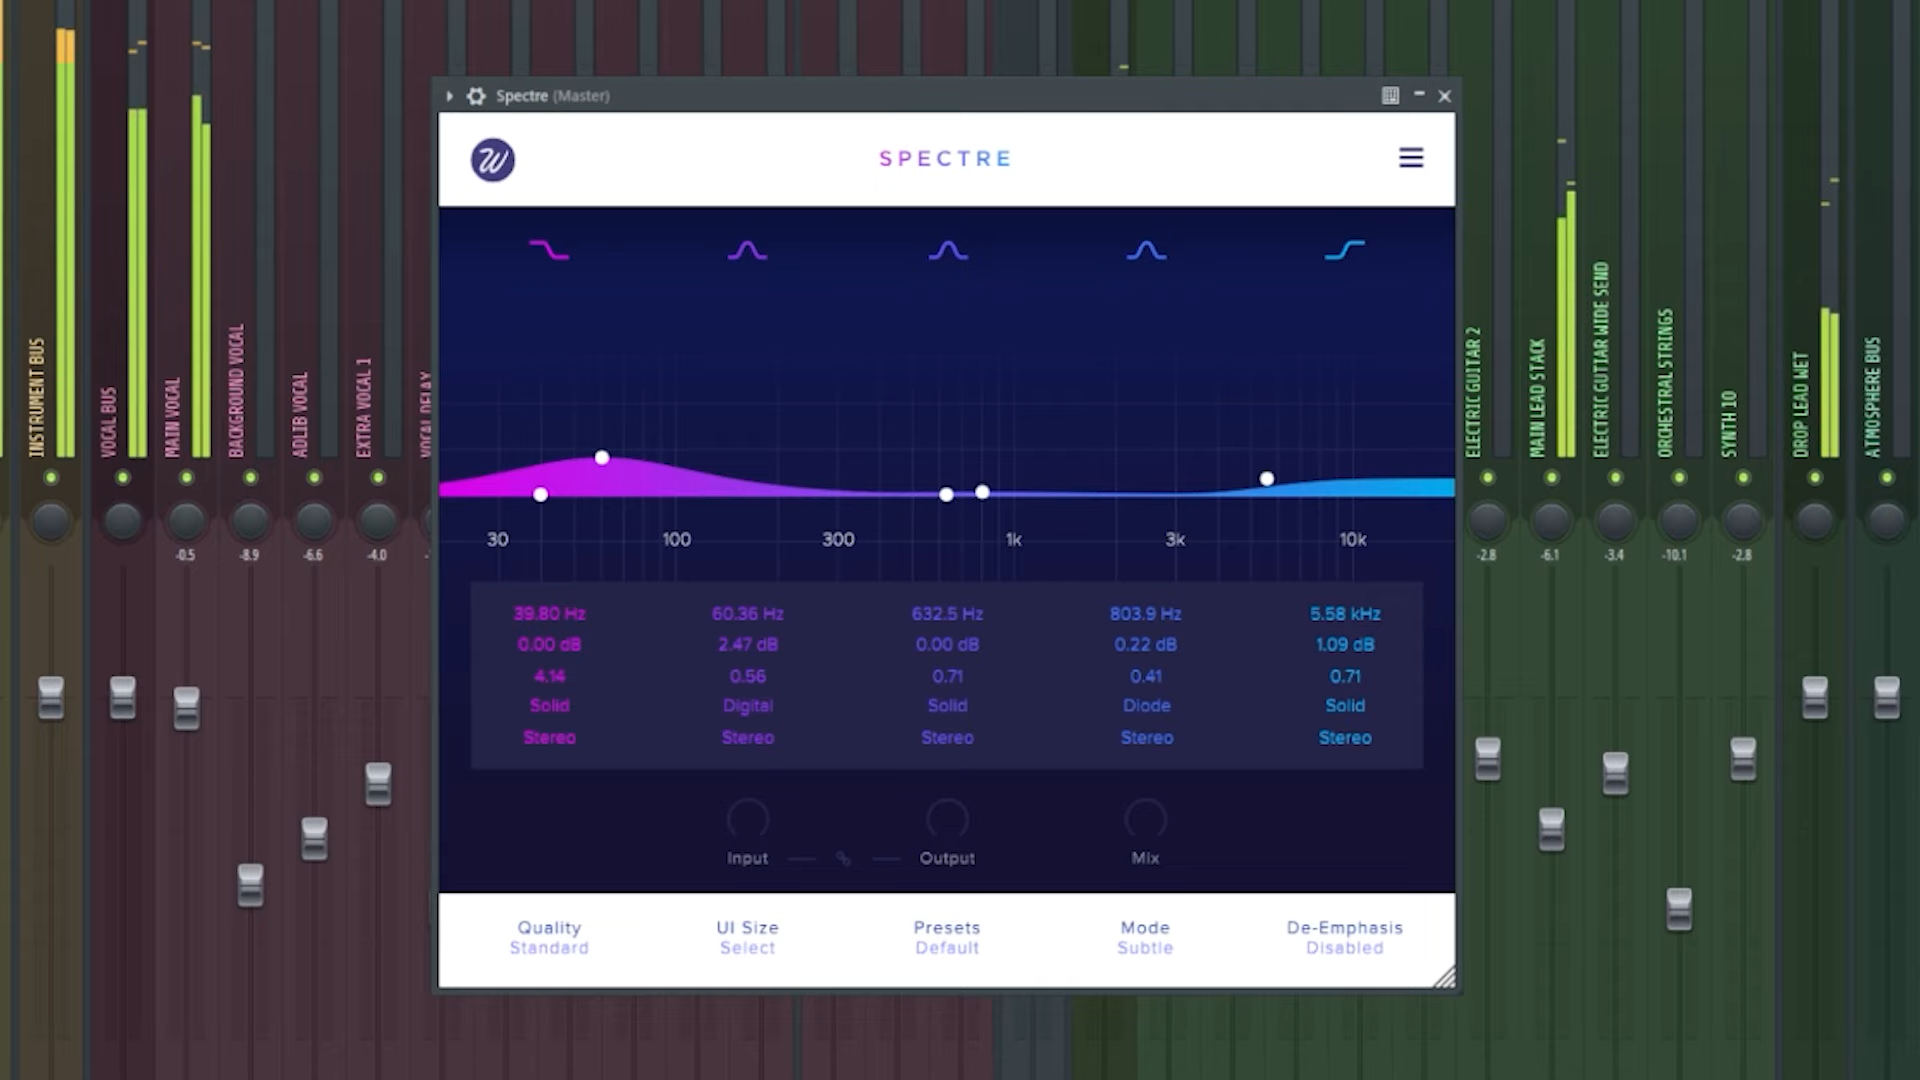 Spectre (Master)
W
SPECTRE
30 100 300 1k 3k 10k
39.80 Hz 60.36 Hz 632.5 Hz 803.9 Hz 5.58 kHz
0.00 dB 2.47 dB 0.00 dB 0.22 dB 1.09 dB
4.14 0.56 0.71 0.41 0.71
Solid Digital Solid Diode Solid
Stereo Stereo Stereo Stereo Stereo
Input Output Mix
Quality UI Size Presets Mode De-Emphasis
Standard Select Default Subtle Disabled
INSTRUMENT BUS
VOCAL BUS
MAIN VOCAL
BACKGROUND VOCAL
ADLIB VOCAL
EXTRA VOCAL 1
VOCAL DELAY
-0.5 -8.9 -6.6 -4.0
ELECTRIC GUITAR 2
MAIN LEAD STACK
ELECTRIC GUITAR WIDE SEND
ORCHESTRAL STRINGS
SYNTH 10
DROP LEAD WET
ATMOSPHERE BUS
-2.8 -6.1 -3.4 -10.1 -2.8